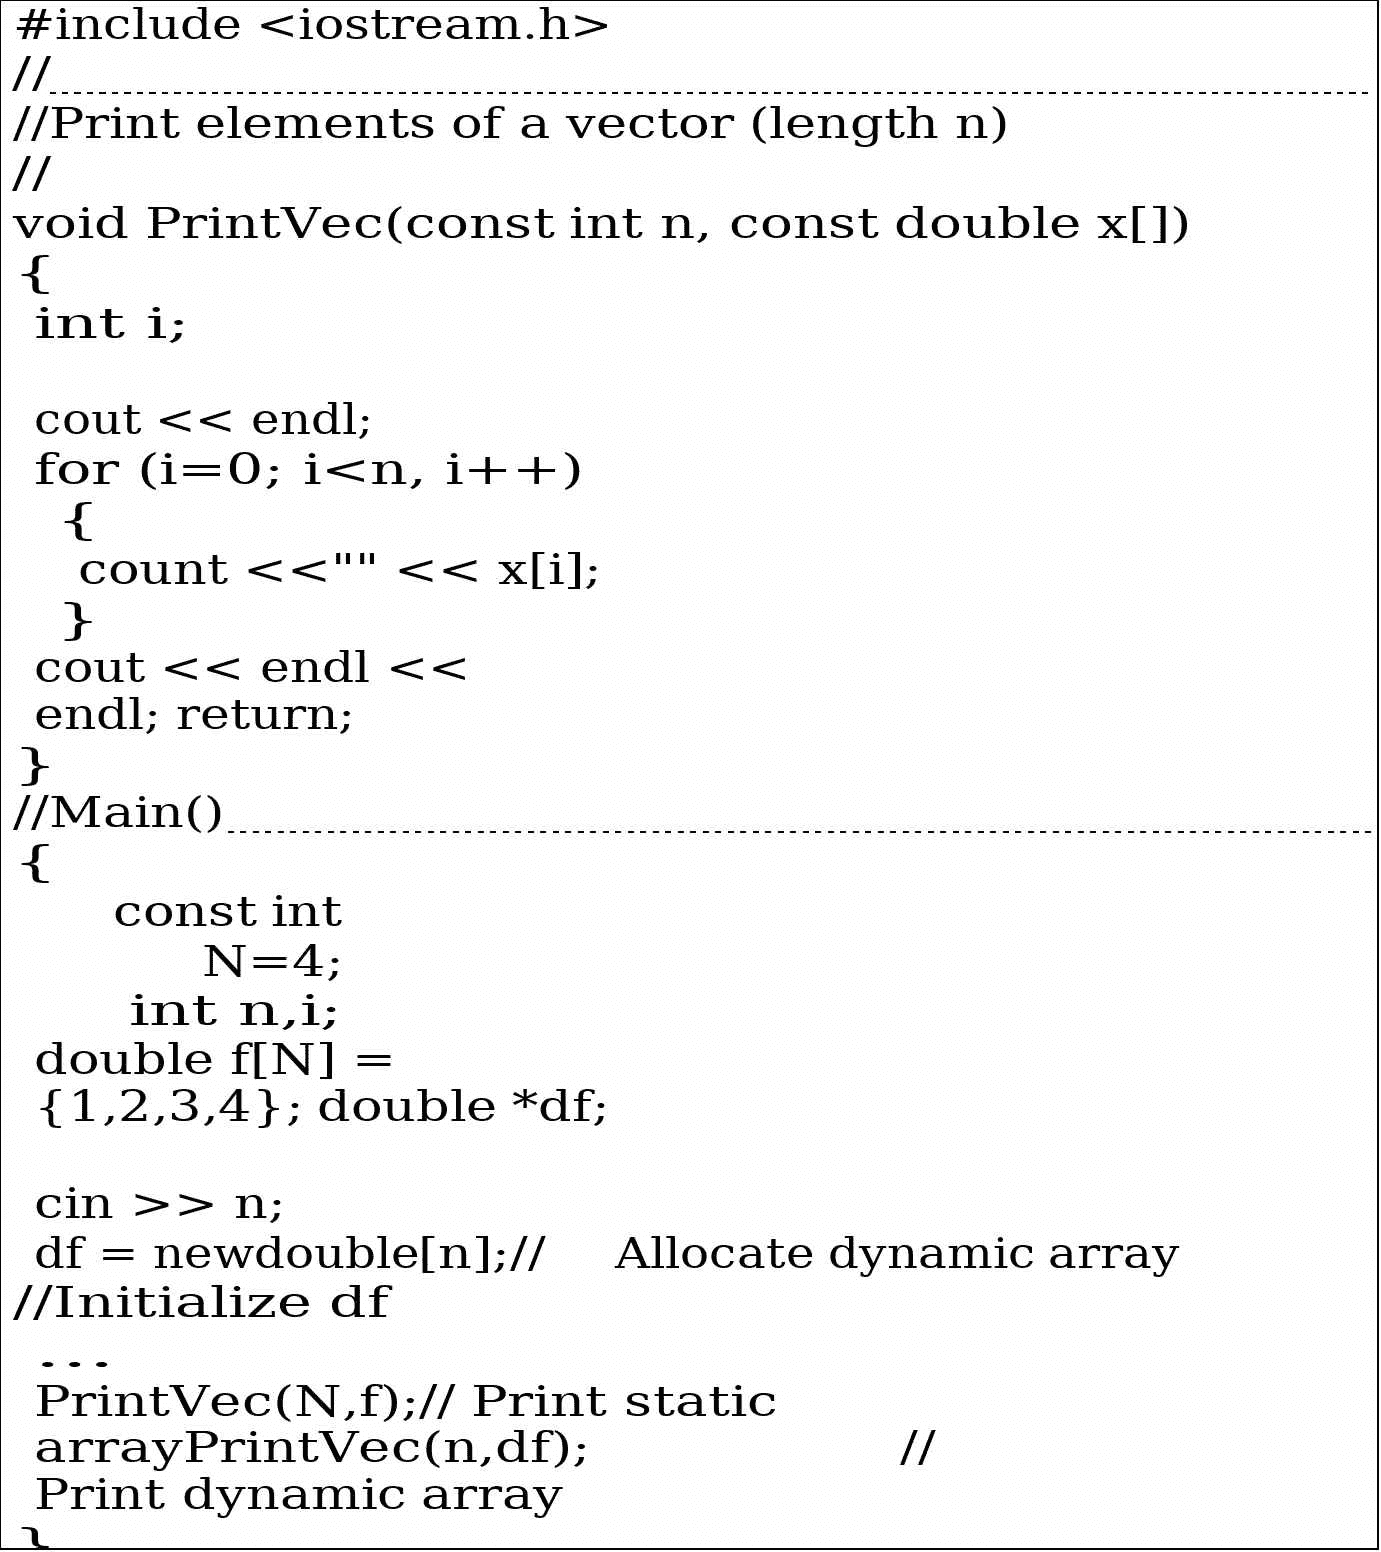 #include <iostream.h>
//
//Print elements of a vector (length n)
//
void PrintVec(const int n, const double x[])
{
int i;
cout << endl;
for (i=0; i<n, i++)
{
count <<"" << x[i];
}
cout << endl <<
endl; return;
}
//Main()
{
const int
N=4;
int n,i;
double f[N] =
{1,2,3,4}; double *df;
cin >> n;
df = newdouble[n];// Allocate dynamic array
//Initialize df
...
PrintVec(N,f);// Print static
arrayPrintVec(n,df); //
Print dynamic array
}